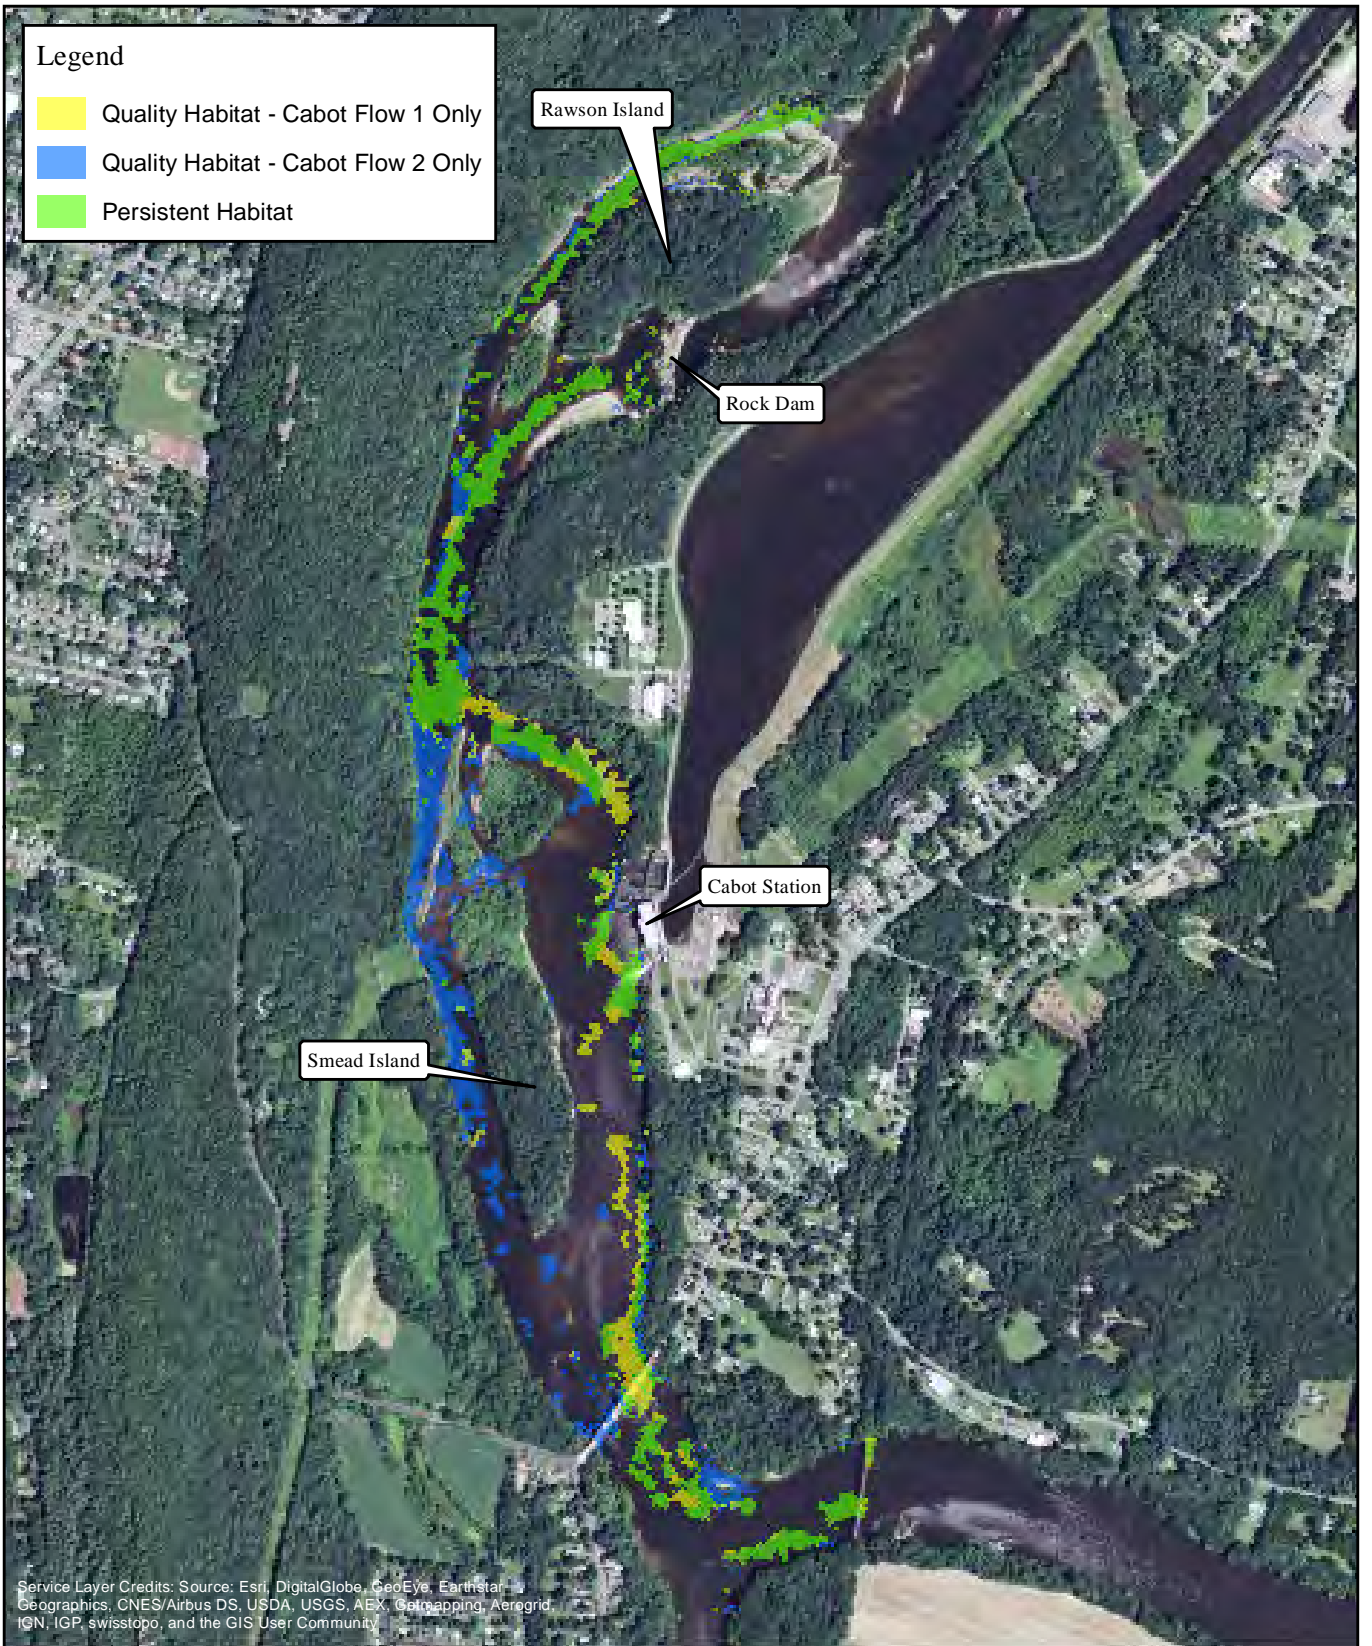 Legend
Quality Habitat - Cabot Flow 1 Only
Quality Habitat - Cabot Flow 2 Only
Persistent Habitat
Rawson Island
Rock Dam
Cabot Station
Smead Island
Service Layer Credits: Source: Esri, DigitalGlobe, GeoEye, Earthstar
Geographics, CNES/Airbus DS, USDA, USGS, AEX, Getmapping, Aerogrid,
IGN, IGP, swisstopo, and the GIS User Community